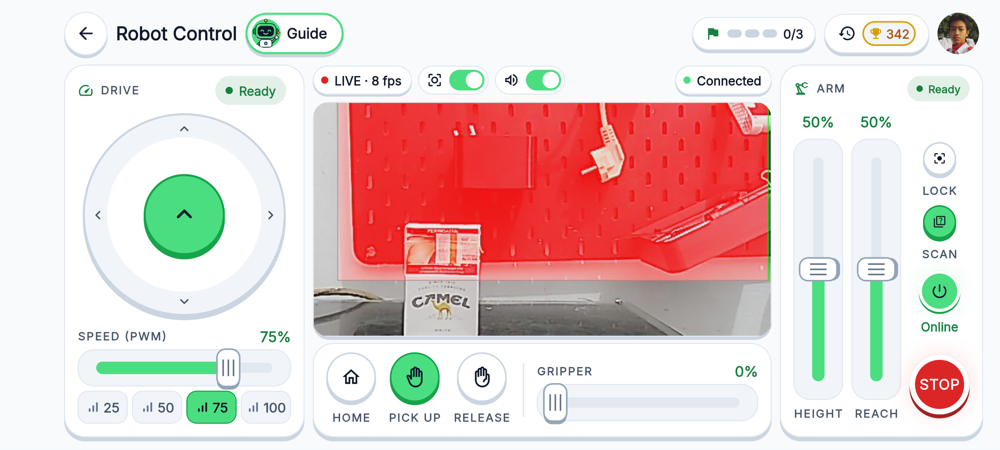 Robot Control
Guide
0/3
342
DRIVE
Ready
LIVE · 8 fps
Connected
ARM
Ready
50%
50%
LOCK
SCAN
Online
STOP
HEIGHT
REACH
SPEED (PWM)
75%
25
50
75
100
HOME
PICK UP
RELEASE
GRIPPER
0%
CAMEL